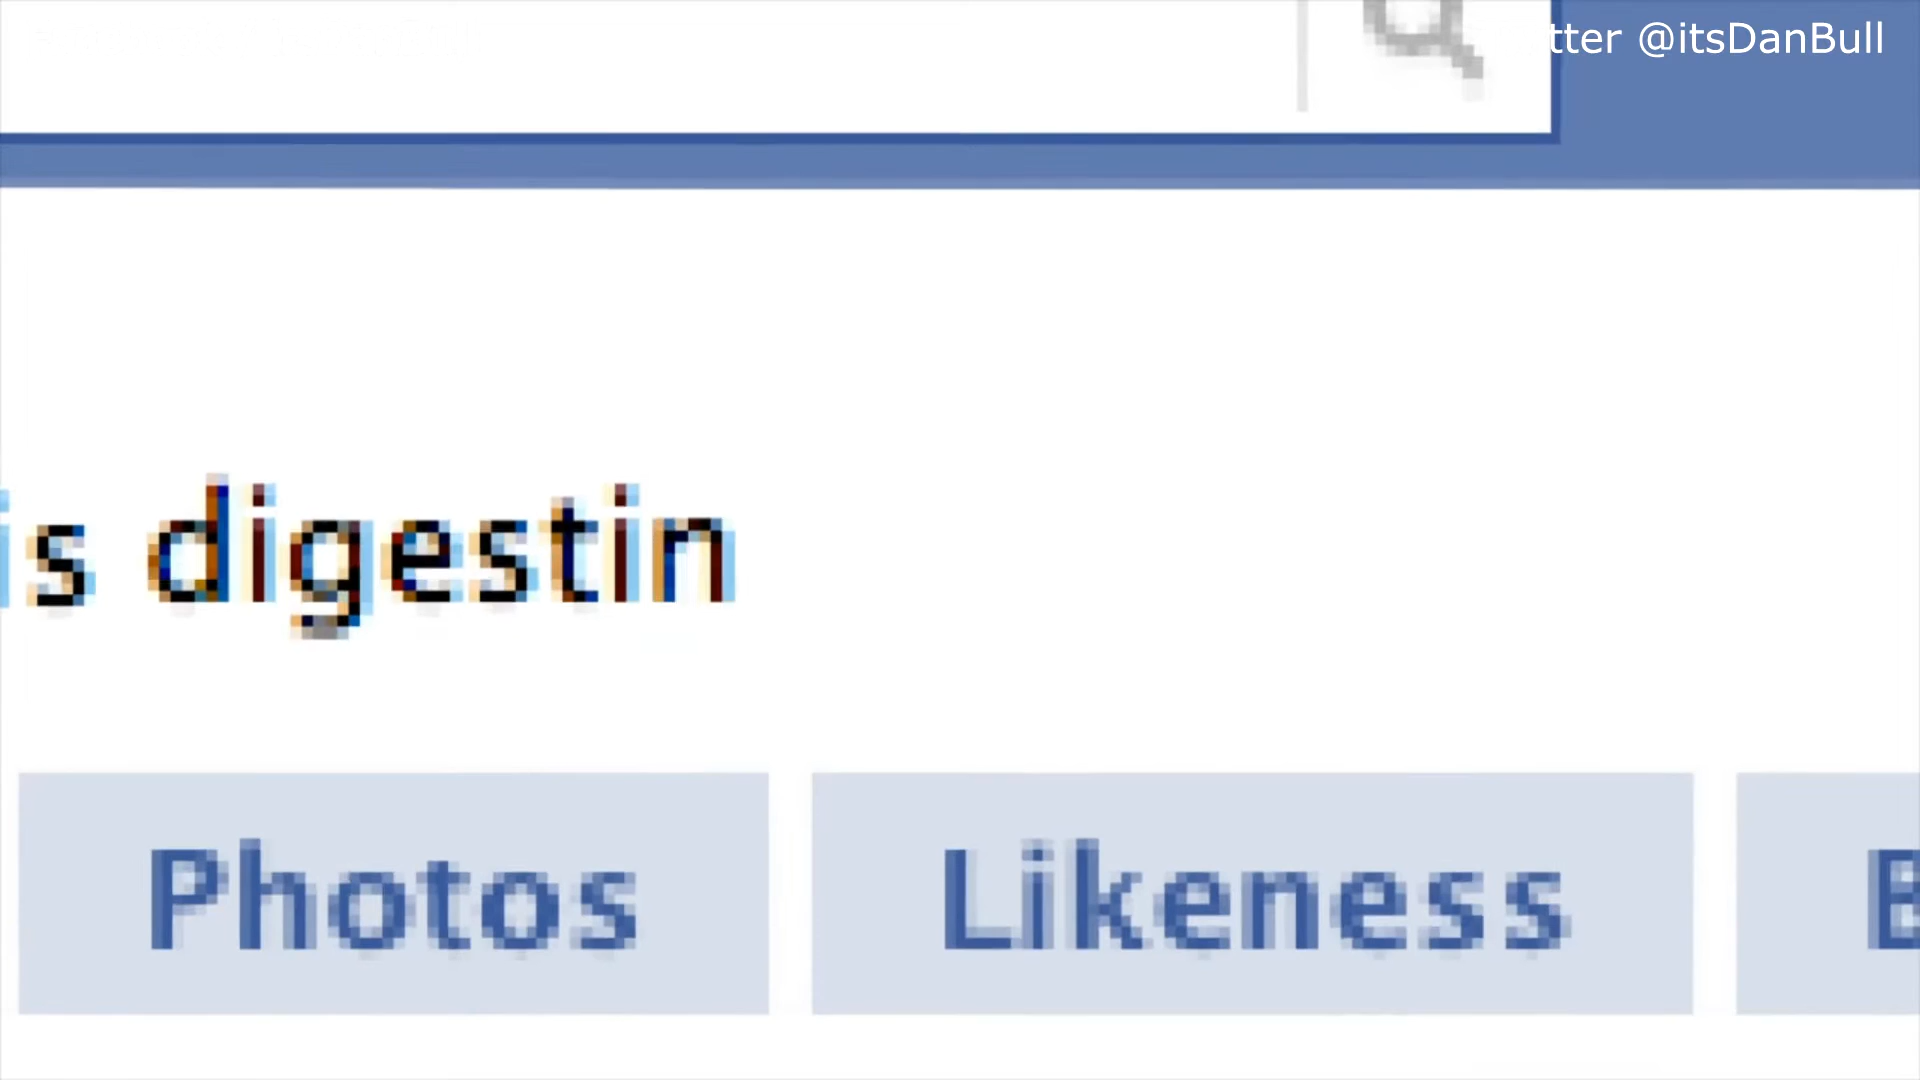 tter @itsDanBull
is digestin
Photos
Likeness
B